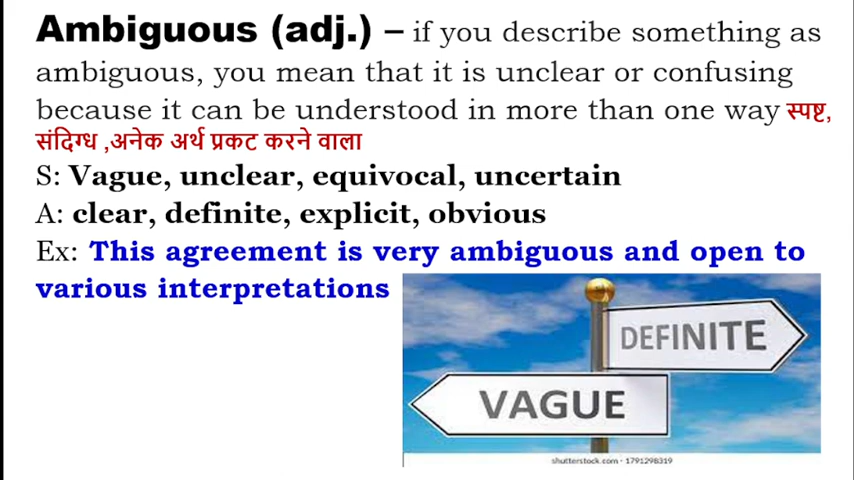 Ambiguous (adj.) – if you describe something as
ambiguous, you mean that it is unclear or confusing
because it can be understood in more than one way स्पष्ट,
संदिग्ध ,अनेक अर्थ प्रकट करने वाला
S: Vague, unclear, equivocal, uncertain
A: clear, definite, explicit, obvious
Ex: This agreement is very ambiguous and open to
various interpretations
DEFINITE
VAGUE
shutterstock.com · 1791298319